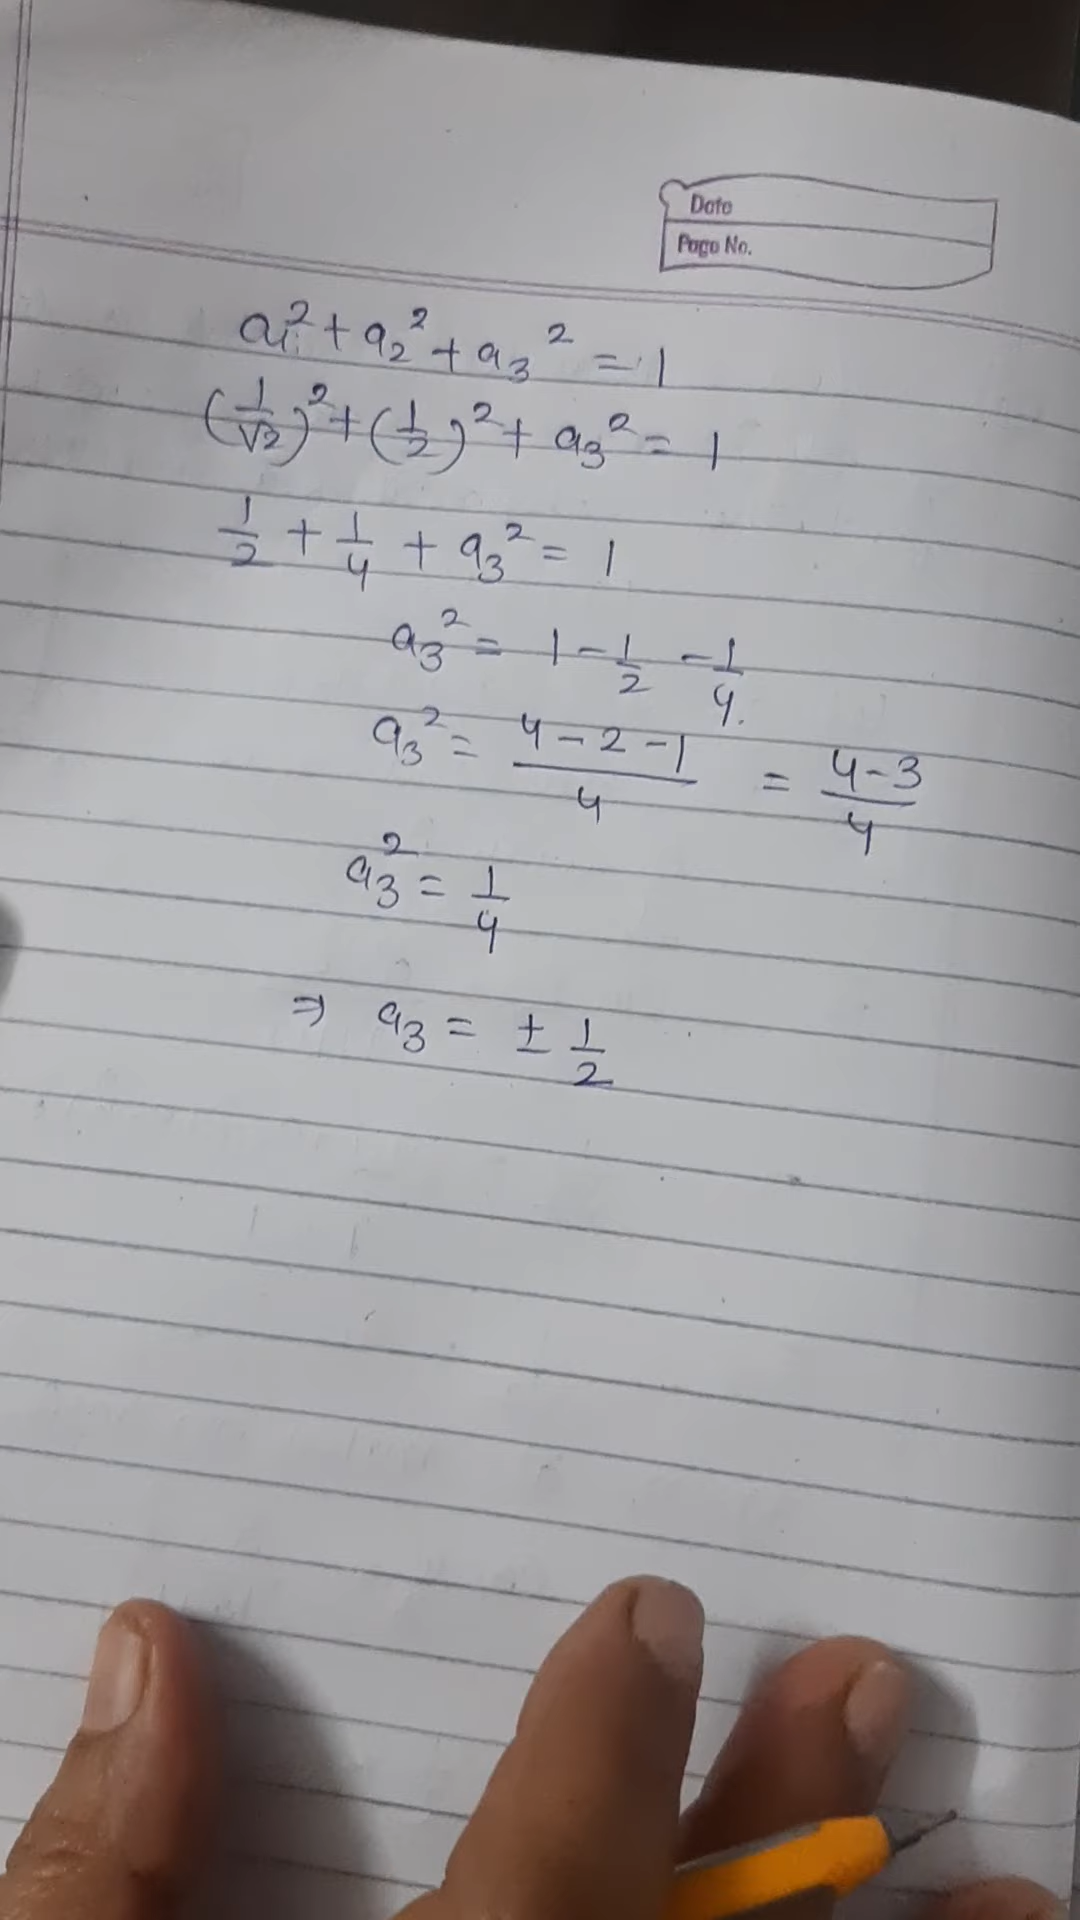 Date
Page No.
a₁² + a₂² + a₃² = 1
(1/√2)² + (1/2)² + a₃² = 1
1/2 + 1/4 + a₃² = 1
a₃² = 1 - 1/2 - 1/4.
a₃² = (4 - 2 - 1)/4 = (4 - 3)/4
a₃² = 1/4
⇒ a₃ = ± 1/2